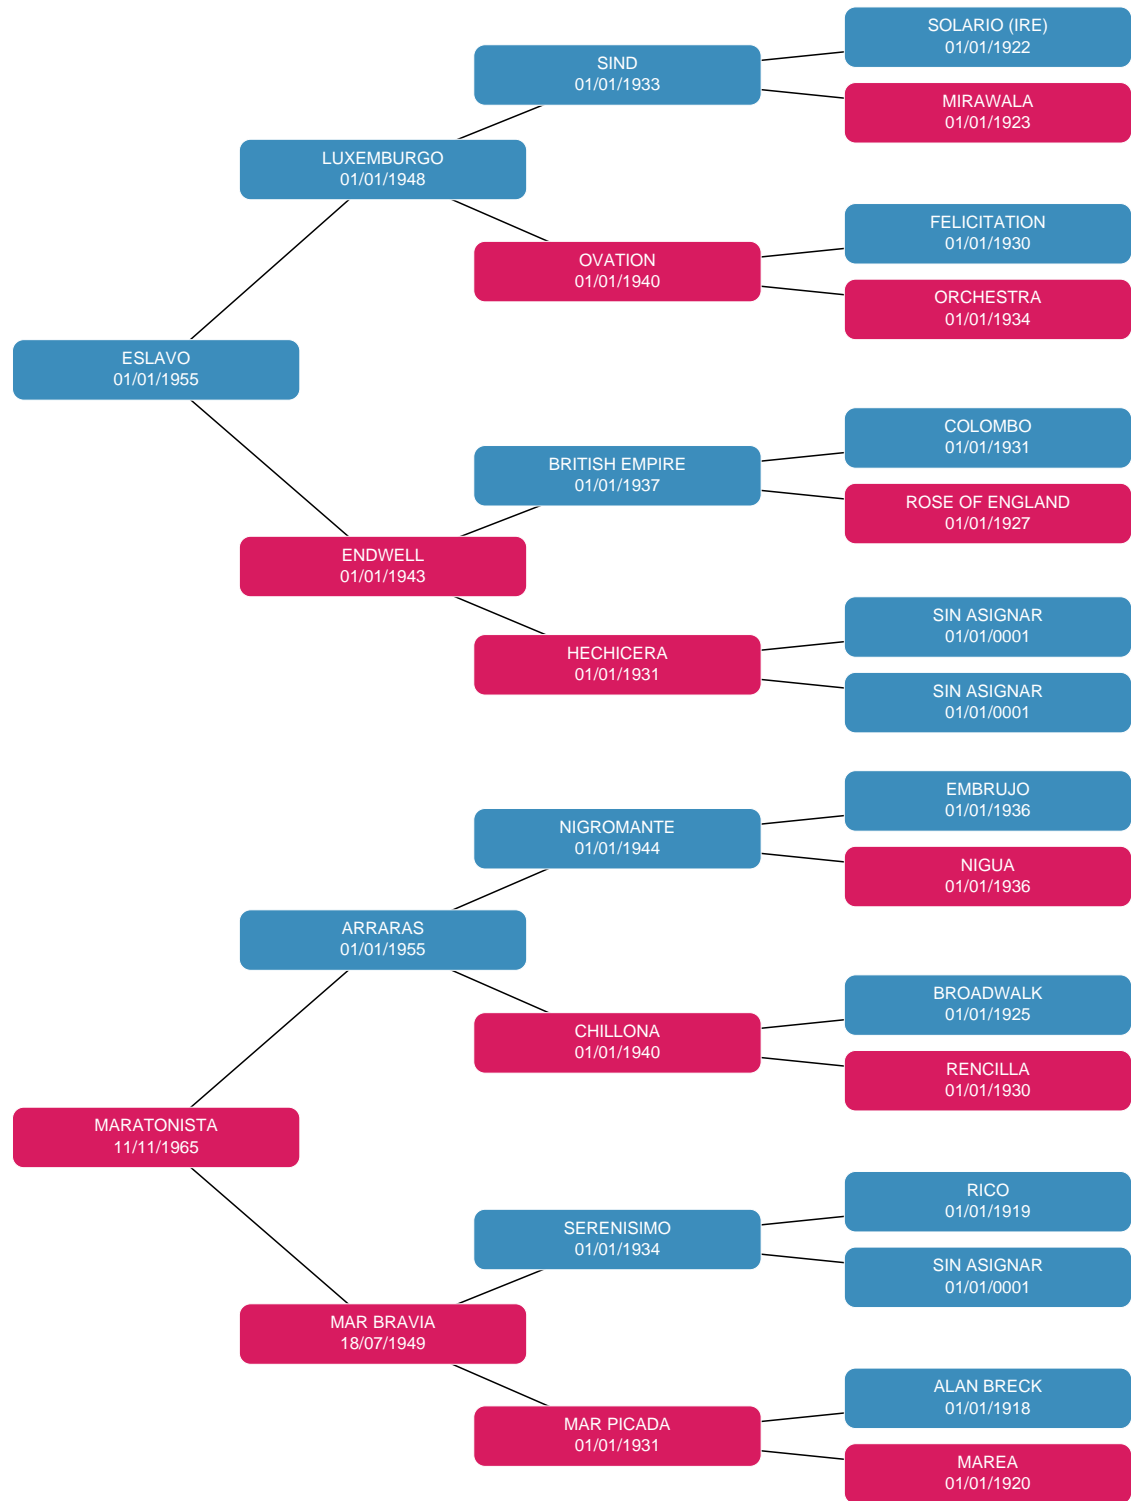 SOLARIO (IRE)
01/01/1922
SIND
01/01/1933
MIRAWALA
01/01/1923
LUXEMBURGO
01/01/1948
FELICITATION
01/01/1930
OVATION
01/01/1940
ORCHESTRA
01/01/1934
ESLAVO
01/01/1955
COLOMBO
01/01/1931
BRITISH EMPIRE
01/01/1937
ROSE OF ENGLAND
01/01/1927
ENDWELL
01/01/1943
SIN ASIGNAR
01/01/0001
HECHICERA
01/01/1931
SIN ASIGNAR
01/01/0001
EMBRUJO
01/01/1936
NIGROMANTE
01/01/1944
NIGUA
01/01/1936
ARRARAS
01/01/1955
BROADWALK
01/01/1925
CHILLONA
01/01/1940
RENCILLA
01/01/1930
MARATONISTA
11/11/1965
RICO
01/01/1919
SERENISIMO
01/01/1934
SIN ASIGNAR
01/01/0001
MAR BRAVIA
18/07/1949
ALAN BRECK
01/01/1918
MAR PICADA
01/01/1931
MAREA
01/01/1920